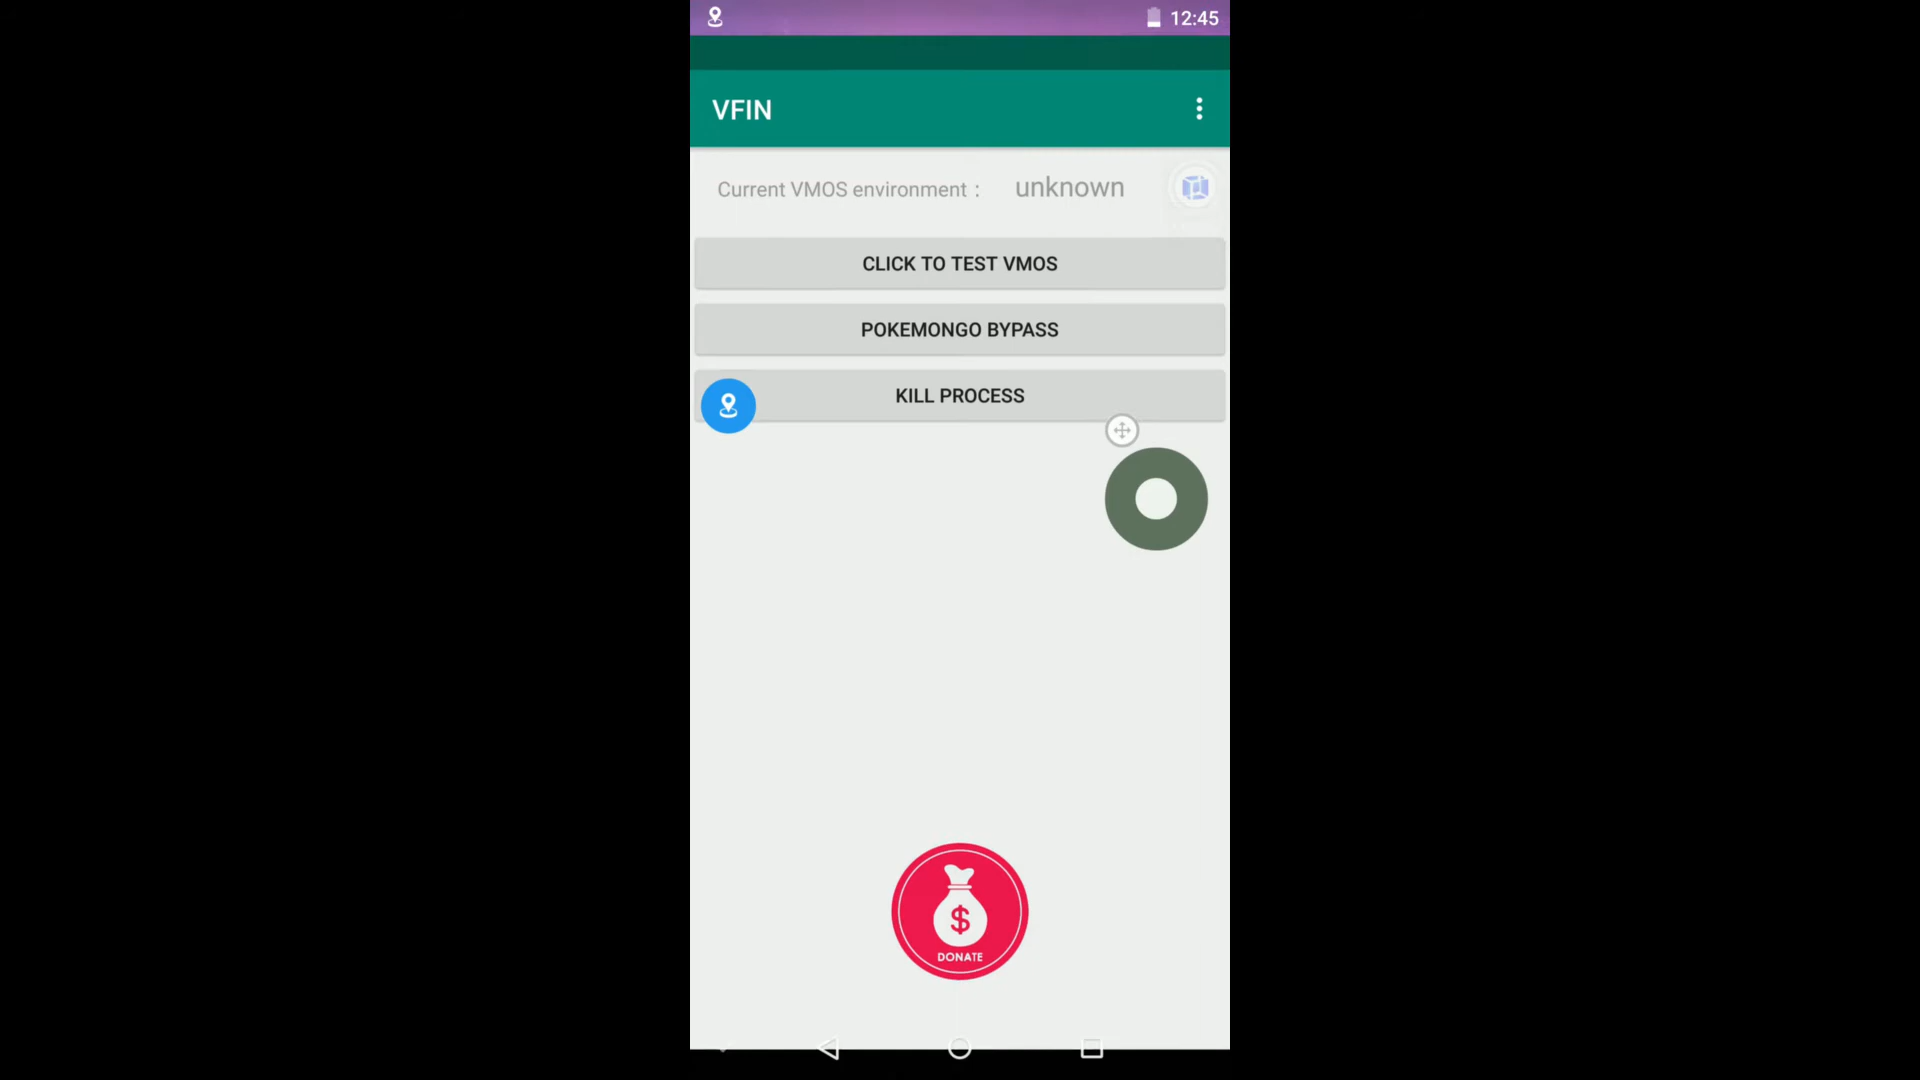 12:45
VFIN
Current VMOS environment : unknown
CLICK TO TEST VMOS
POKEMONGO BYPASS
KILL PROCESS
$
DONATE